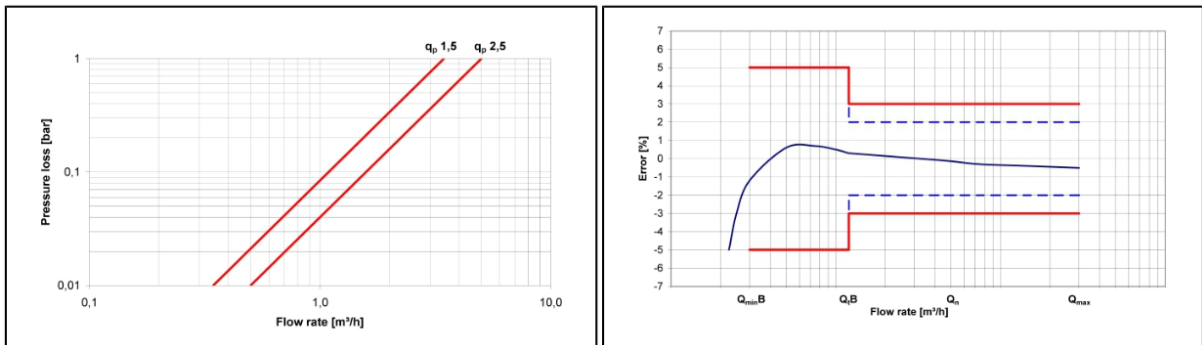 qp 1,5 qp 2,5
1
0,1
0,01
Pressure loss [bar]
0,1 1,0 10,0
Flow rate [m³/h]
7
6
5
4
3
2
1
0
-1
-2
-3
-4
-5
-6
-7
Error [%]
QminB QtB Qn Qmax
Flow rate [m³/h]